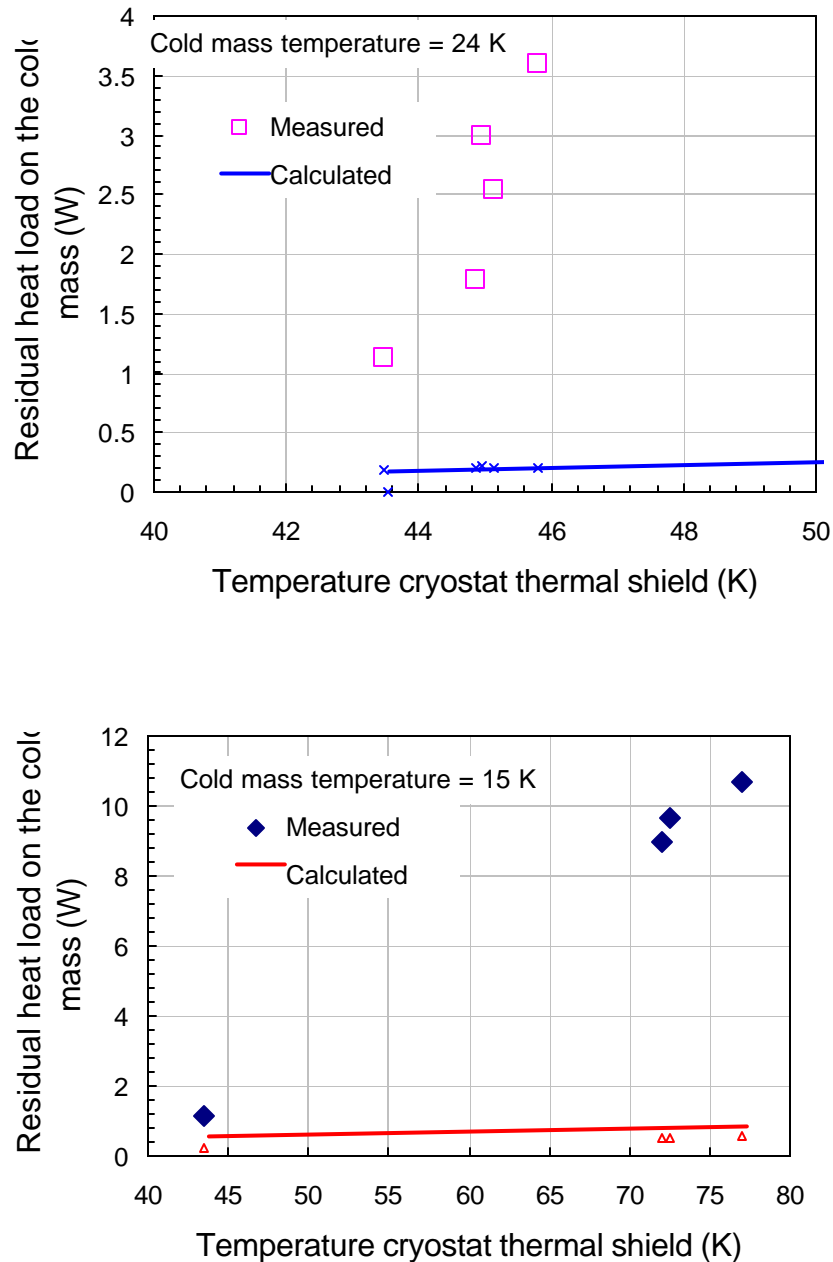 4
3.5
3
2.5
2
1.5
1
0.5
0
Cold mass temperature = 24 K
Measured
Calculated
Residual heat load on the
mass (W)
40 42 44 46 48 50
Temperature cryostat thermal shield (K)
12
10
8
6
4
2
0
Cold mass temperature = 15 K
Measured
Calculated
Residual heat load on the
mass (W)
40 45 50 55 60 65 70 75 80
Temperature cryostat thermal shield (K)